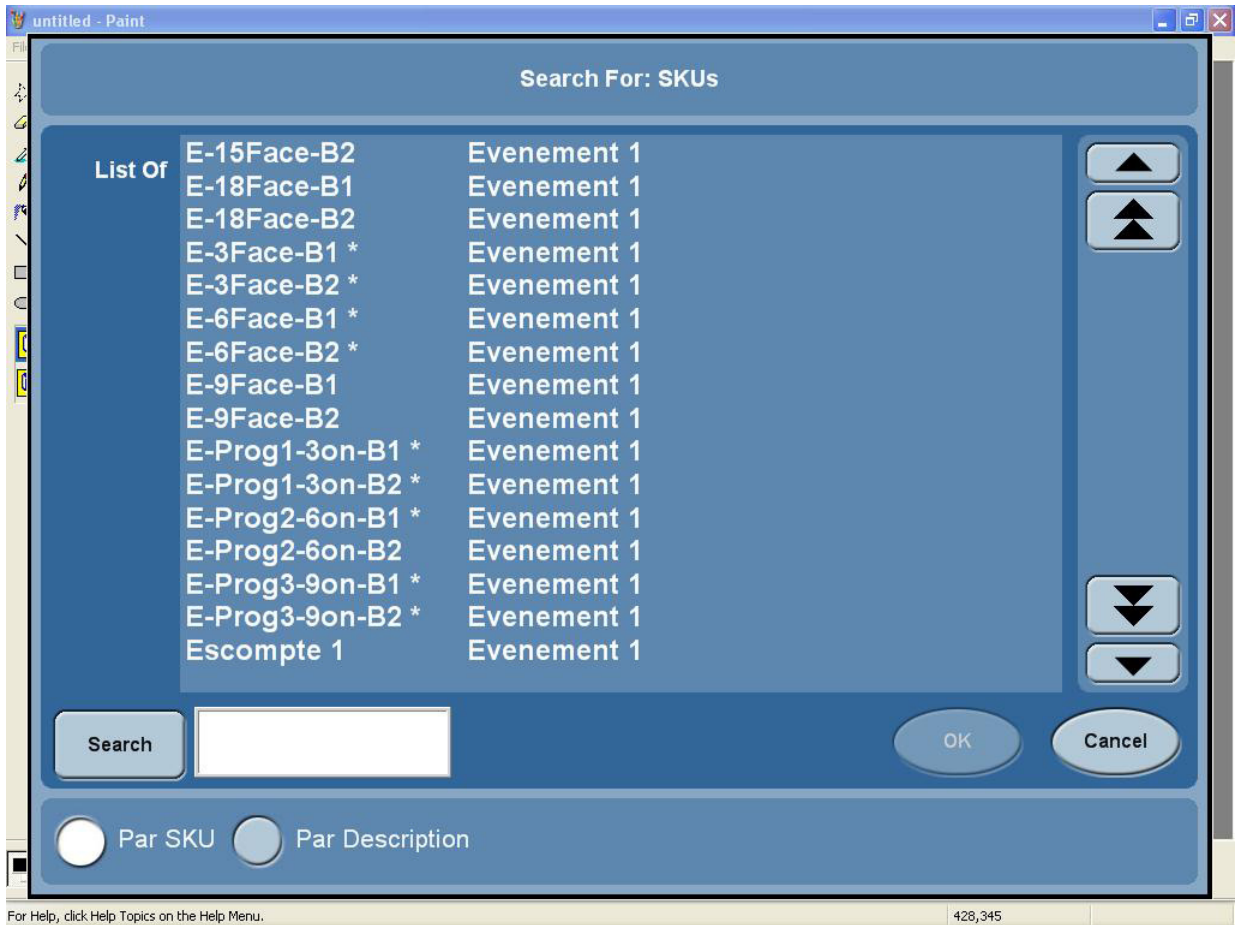 untitled - Paint
Search For: SKUs
List Of
E-15Face-B2 Evenement 1
E-18Face-B1 Evenement 1
E-18Face-B2 Evenement 1
E-3Face-B1 * Evenement 1
E-3Face-B2 * Evenement 1
E-6Face-B1 * Evenement 1
E-6Face-B2 * Evenement 1
E-9Face-B1 Evenement 1
E-9Face-B2 Evenement 1
E-Prog1-3on-B1 * Evenement 1
E-Prog1-3on-B2 * Evenement 1
E-Prog2-6on-B1 * Evenement 1
E-Prog2-6on-B2 Evenement 1
E-Prog3-9on-B1 * Evenement 1
E-Prog3-9on-B2 * Evenement 1
Escompte 1 Evenement 1
Search
OK
Cancel
Par SKU Par Description
For Help, click Help Topics on the Help Menu. 428,345